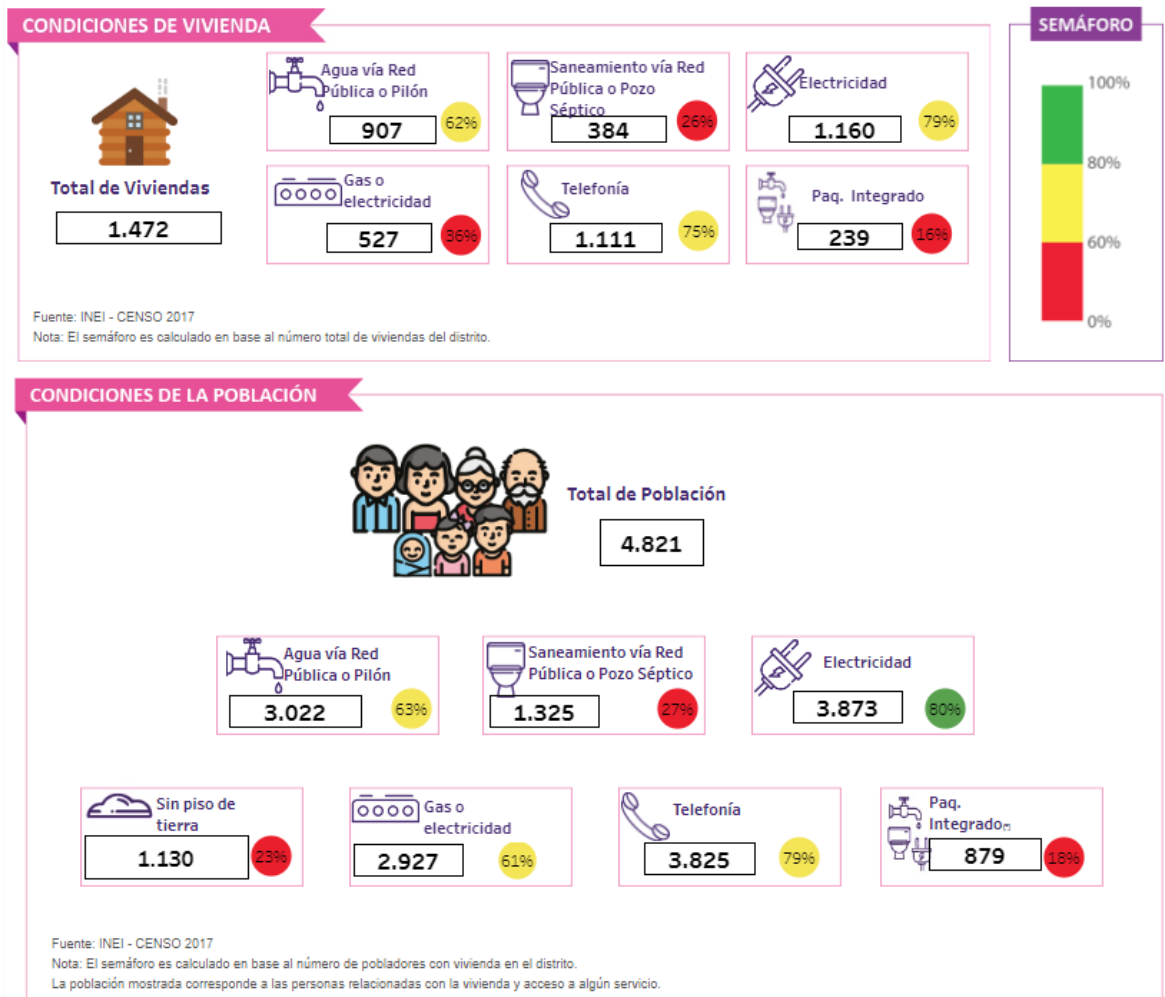 CONDICIONES DE VIVIENDA
SEMÁFORO
Total de Viviendas
1.472
Agua vía Red
Pública o Pilón
907
62%
Saneamiento vía Red
Pública o Pozo
Séptico
384
26%
Electricidad
1.160
79%
Gas o
electricidad
527
36%
Telefonía
1.111
75%
Paq. Integrado
239
16%
100%
80%
60%
0%
Fuente: INEI - CENSO 2017
Nota: El semáforo es calculado en base al número total de viviendas del distrito.
CONDICIONES DE LA POBLACIÓN
Total de Población
4.821
Agua vía Red
Pública o Pilón
3.022
63%
Saneamiento vía Red
Pública o Pozo Séptico
1.325
27%
Electricidad
3.873
80%
Sin piso de
tierra
1.130
23%
Gas o
electricidad
2.927
61%
Telefonía
3.825
79%
Paq.
Integrado
879
18%
Fuente: INEI - CENSO 2017
Nota: El semáforo es calculado en base al número de pobladores con vivienda en el distrito.
La población mostrada corresponde a las personas relacionadas con la vivienda y acceso a algún servicio.